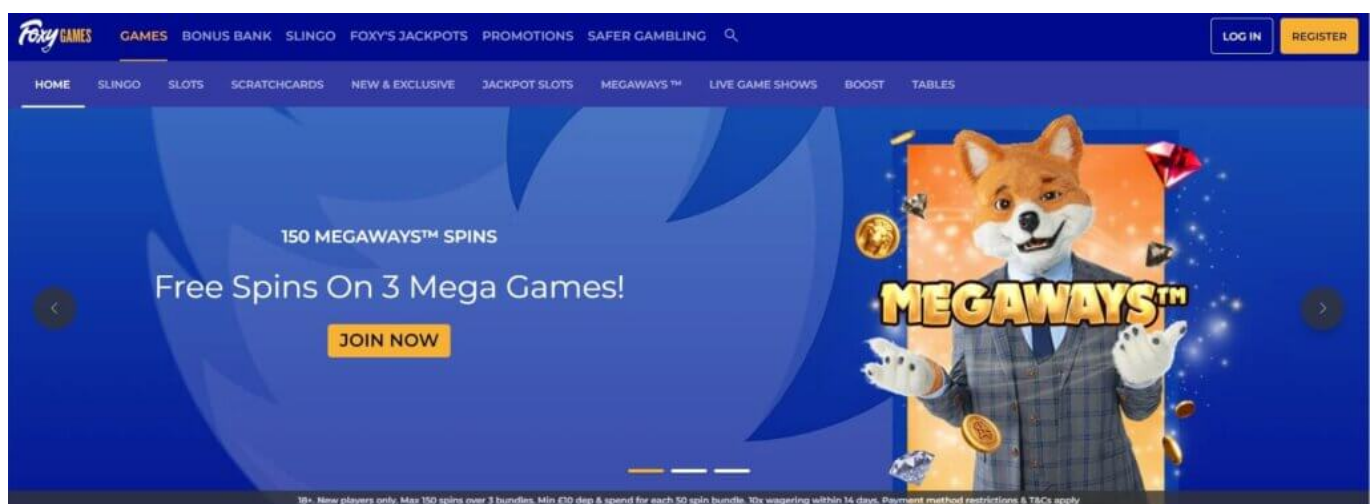 Foxy GAMES GAMES BONUS BANK SLINGO FOXY'S JACKPOTS PROMOTIONS SAFER GAMBLING LOG IN REGISTER
HOME SLINGO SLOTS SCRATCHCARDS NEW & EXCLUSIVE JACKPOT SLOTS MEGAWAYS™ LIVE GAME SHOWS BOOST TABLES
150 MEGAWAYS™ SPINS
Free Spins On 3 Mega Games!
JOIN NOW
MEGAWAYS™
18+. New players only. Max 150 spins over 3 bundles. Min £10 dep & spend for each 50 spin bundle. 10x wagering within 14 days. Payment method restrictions & T&Cs apply